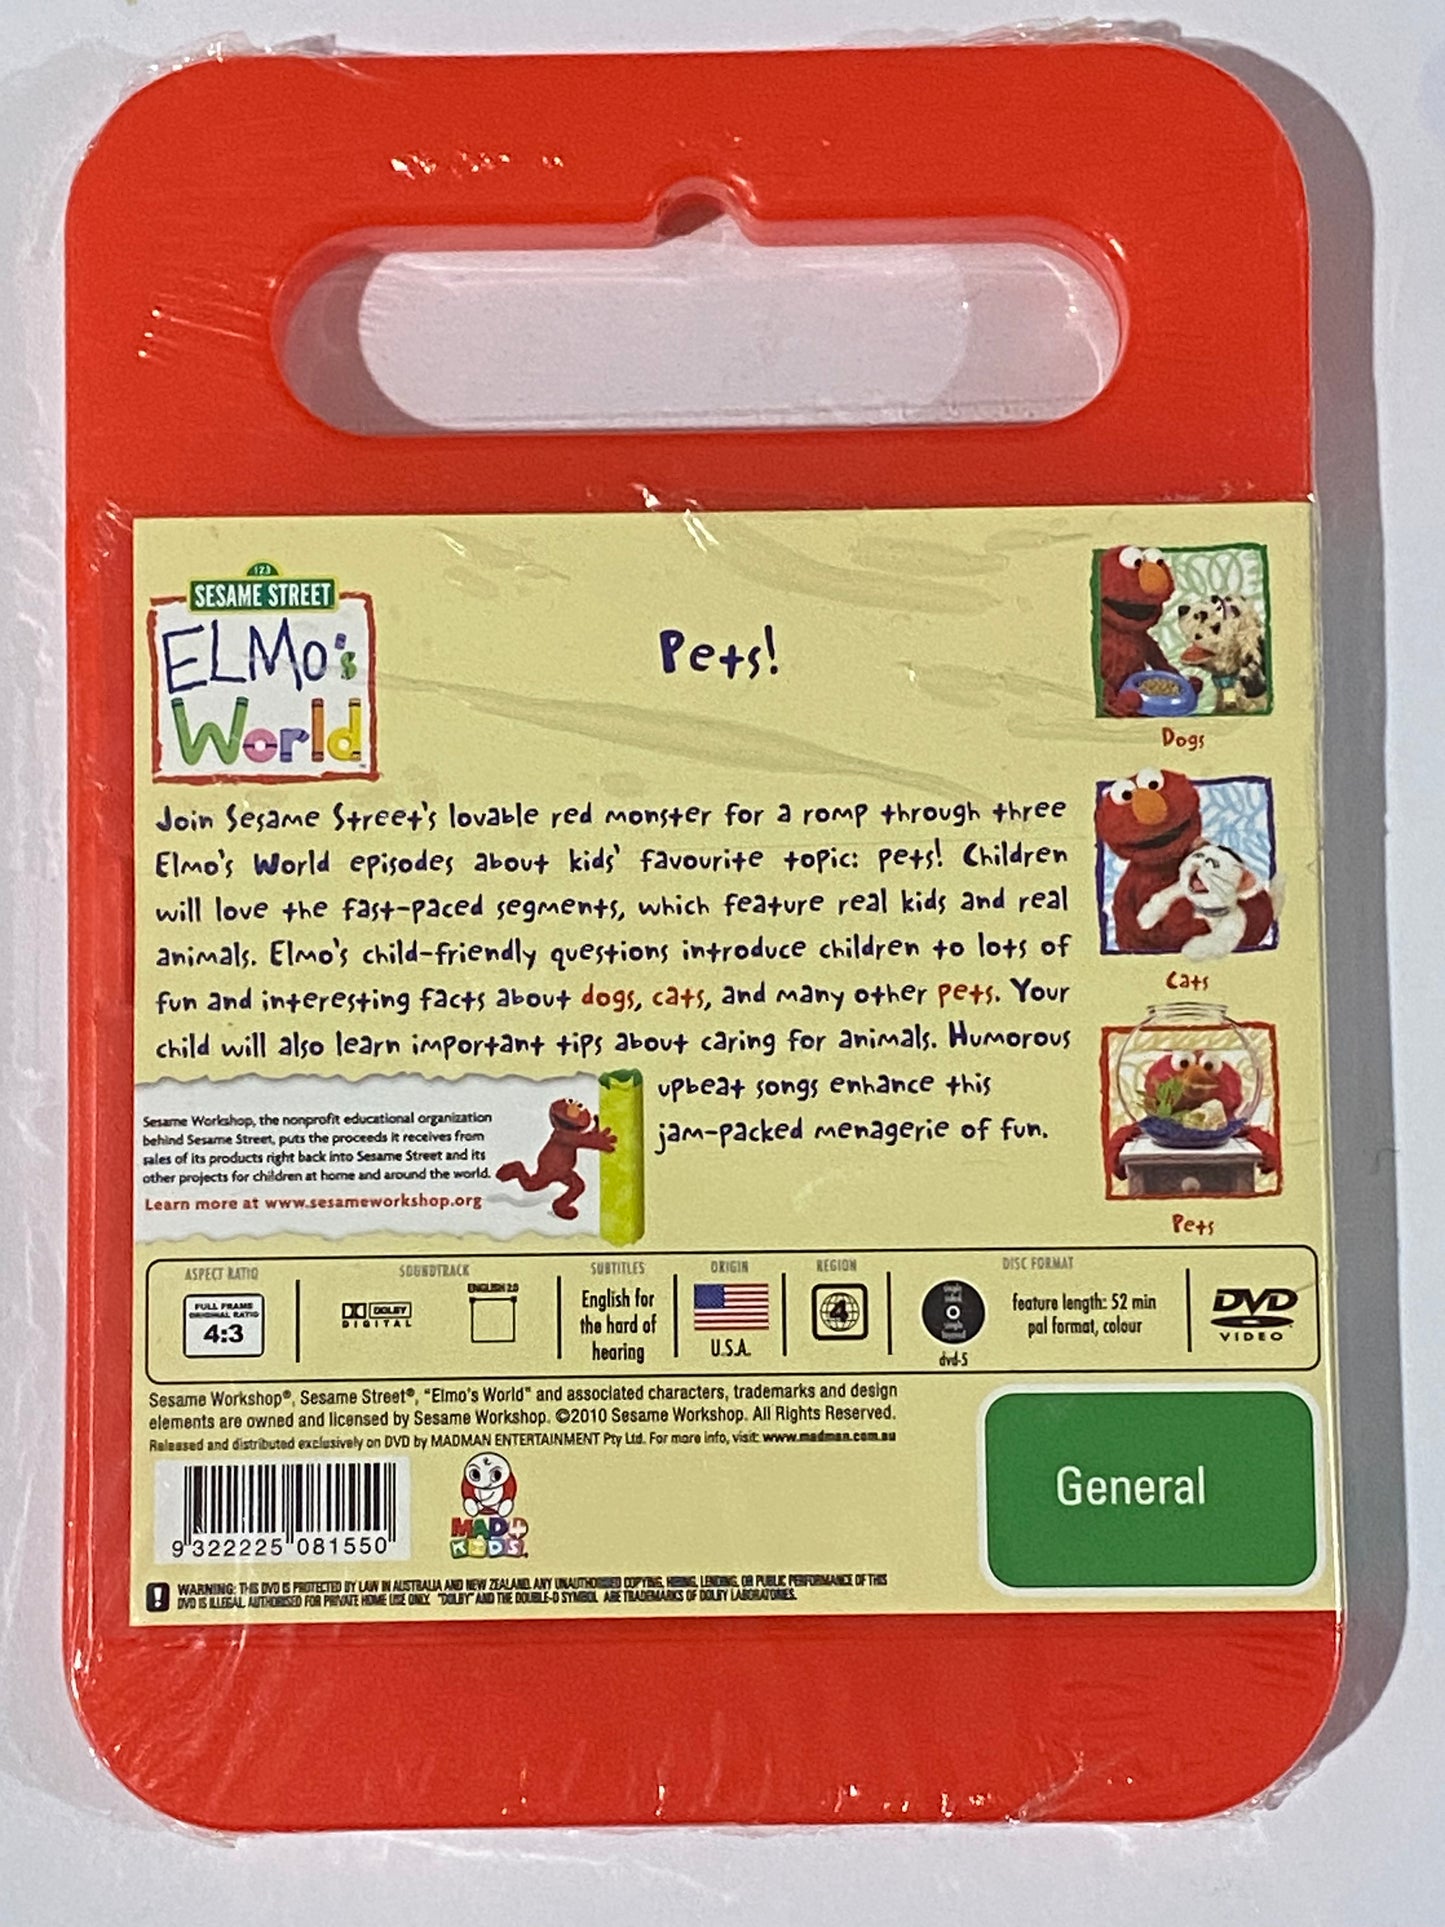 123
SESAME STREET
ELMO's
World
Pets!
Dogs
Join Sesame Street's lovable red monster for a romp through three
Elmo's World episodes about kids' favourite topic: pets! Children
will love the fast-paced segments, which feature real kids and real
animals. Elmo's child-friendly questions introduce children to lots of
fun and interesting facts about dogs, cats, and many other pets. Your
child will also learn important tips about caring for animals. Humorous
upbeat songs enhance this
jam-packed menagerie of fun.
Cats
Pets
Sesame Workshop, the nonprofit educational organization
behind Sesame Street, puts the proceeds it receives from
sales of its products right back into Sesame Street and its
other projects for children at home and around the world.
Learn more at www.sesameworkshop.org
ASPECT RATIO
FULL FRAME
ORIGINAL RATIO
4:3
SOUNDTRACK
DOLBY
DIGITAL
ENGLISH 2.0
SUBTITLES
English for
the hard of
hearing
ORIGIN
U.S.A.
REGION
4
DISC FORMAT
single
sided
single
layered
dvd-5
feature length: 52 min
pal format, colour
DVD
VIDEO
Sesame Workshop®, Sesame Street®, "Elmo's World" and associated characters, trademarks and design
elements are owned and licensed by Sesame Workshop. ©2010 Sesame Workshop. All Rights Reserved.
Released and distributed exclusively on DVD by MADMAN ENTERTAINMENT Pty Ltd. For more info, visit: www.madman.com.au
9 322225 081550
MAD
KIDS
General
WARNING: THIS DVD IS PROTECTED BY LAW IN AUSTRALIA AND NEW ZEALAND. ANY UNAUTHORISED COPYING, HIRING, LENDING, OR PUBLIC PERFORMANCE OF THIS
DVD IS ILLEGAL. AUTHORISED FOR PRIVATE HOME USE ONLY. "DOLBY" AND THE DOUBLE-D SYMBOL ARE TRADEMARKS OF DOLBY LABORATORIES.